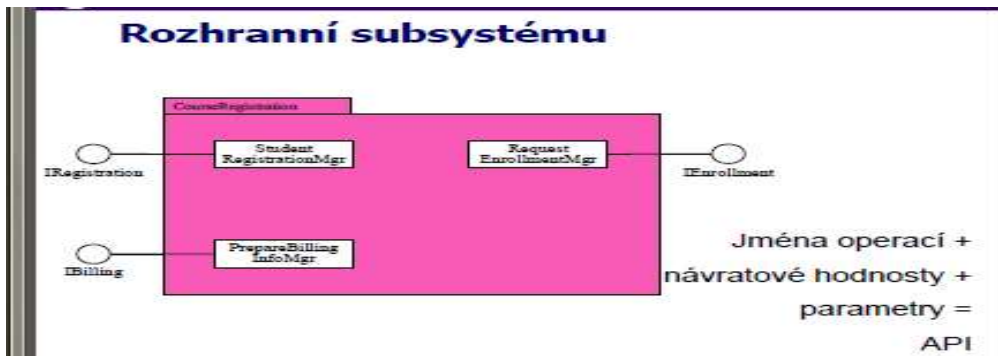 Rozhranní subsystému
CourseRegistration
Student
RegistrationMgr
Request
EnrollmentMgr
IRegistration
IEnrollment
PrepareBilling
InfoMgr
IBilling
Jména operací +
návratové hodnosty +
parametry =
API